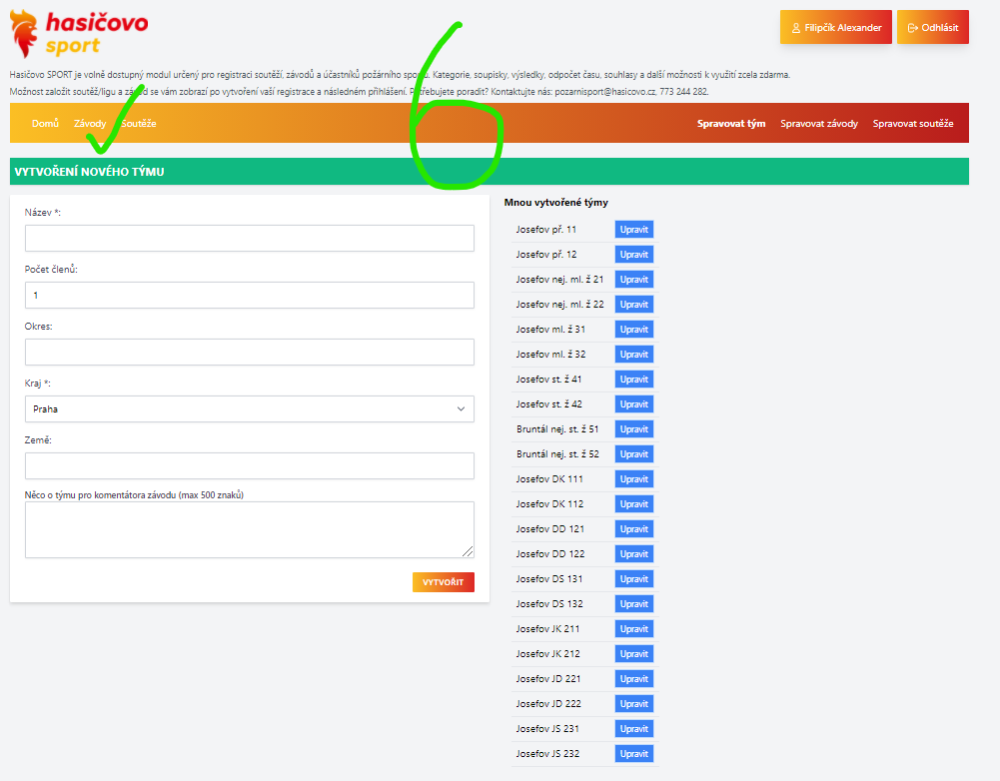 hasičovo
sport
Filipčík Alexander
Odhlásit
Hasičovo SPORT je volně dostupný modul určený pro registraci soutěží, závodů a účastníků požárního sportu. Kategorie, soupisky, výsledky, odpočet času, souhlasy a další možnosti k využití zcela zdarma.
Možnost založit soutěž/ligu a závod se vám zobrazí po vytvoření vaší registrace a následném přihlášení. Potřebujete poradit? Kontaktujte nás: pozarnisport@hasicovo.cz, 773 244 282.
Domů Závody Soutěže Spravovat tým Spravovat závody Spravovat soutěže
VYTVOŘENÍ NOVÉHO TÝMU
Název *:
Počet členů:
1
Okres:
Kraj *:
Praha
Země:
Něco o týmu pro komentátora závodu (max 500 znaků)
VYTVOŘIT
Mnou vytvořené týmy
Josefov př. 11 Upravit
Josefov př. 12 Upravit
Josefov nej. ml. ž 21 Upravit
Josefov nej. ml. ž 22 Upravit
Josefov ml. ž 31 Upravit
Josefov ml. ž 32 Upravit
Josefov st. ž 41 Upravit
Josefov st. ž 42 Upravit
Bruntál nej. st. ž 51 Upravit
Bruntál nej. st. ž 52 Upravit
Josefov DK 111 Upravit
Josefov DK 112 Upravit
Josefov DD 121 Upravit
Josefov DD 122 Upravit
Josefov DS 131 Upravit
Josefov DS 132 Upravit
Josefov JK 211 Upravit
Josefov JK 212 Upravit
Josefov JD 221 Upravit
Josefov JD 222 Upravit
Josefov JS 231 Upravit
Josefov JS 232 Upravit